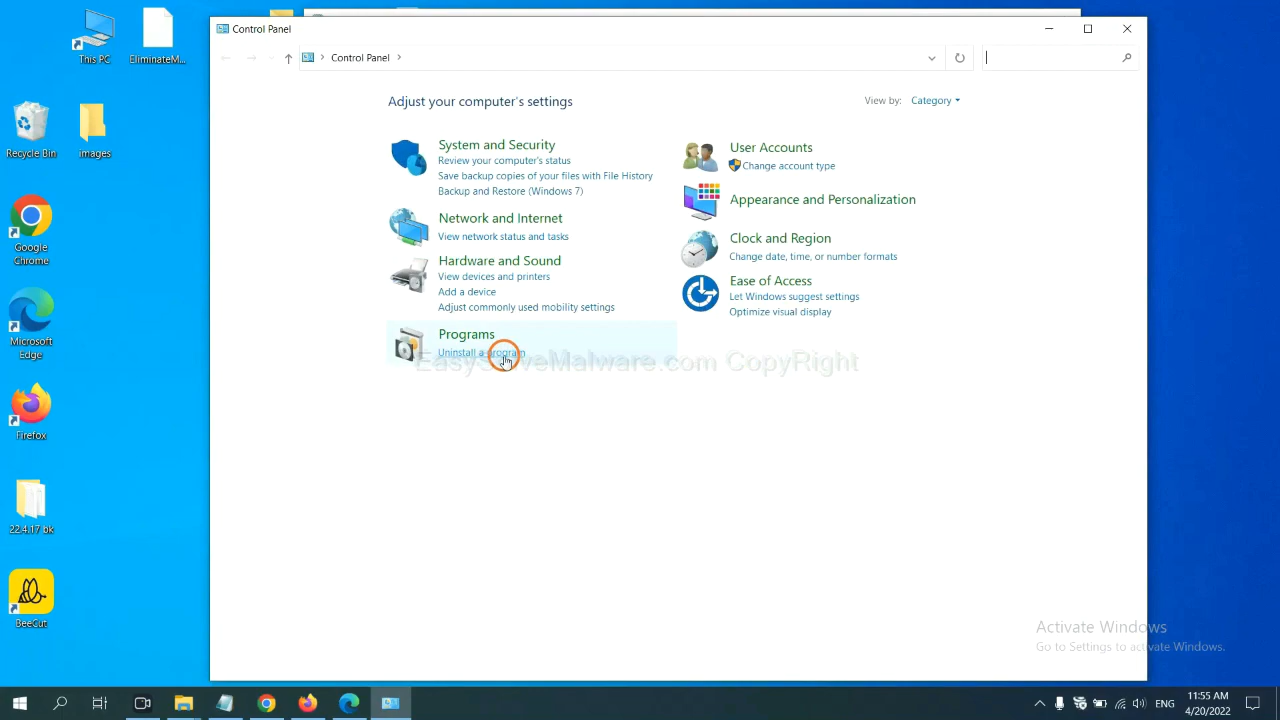 This PC
EliminateM...
Recycle Bin
images
Google
Chrome
Microsoft
Edge
Firefox
22.4.17 bk
BeeCut
Control Panel
Control Panel
Adjust your computer's settings
View by: Category
System and Security
Review your computer's status
Save backup copies of your files with File History
Backup and Restore (Windows 7)
Network and Internet
View network status and tasks
Hardware and Sound
View devices and printers
Add a device
Adjust commonly used mobility settings
Programs
Uninstall a program
User Accounts
Change account type
Appearance and Personalization
Clock and Region
Change date, time, or number formats
Ease of Access
Let Windows suggest settings
Optimize visual display
EasySolveMalware.com CopyRight
Activate Windows
Go to Settings to activate Windows.
ENG
11:55 AM
4/20/2022